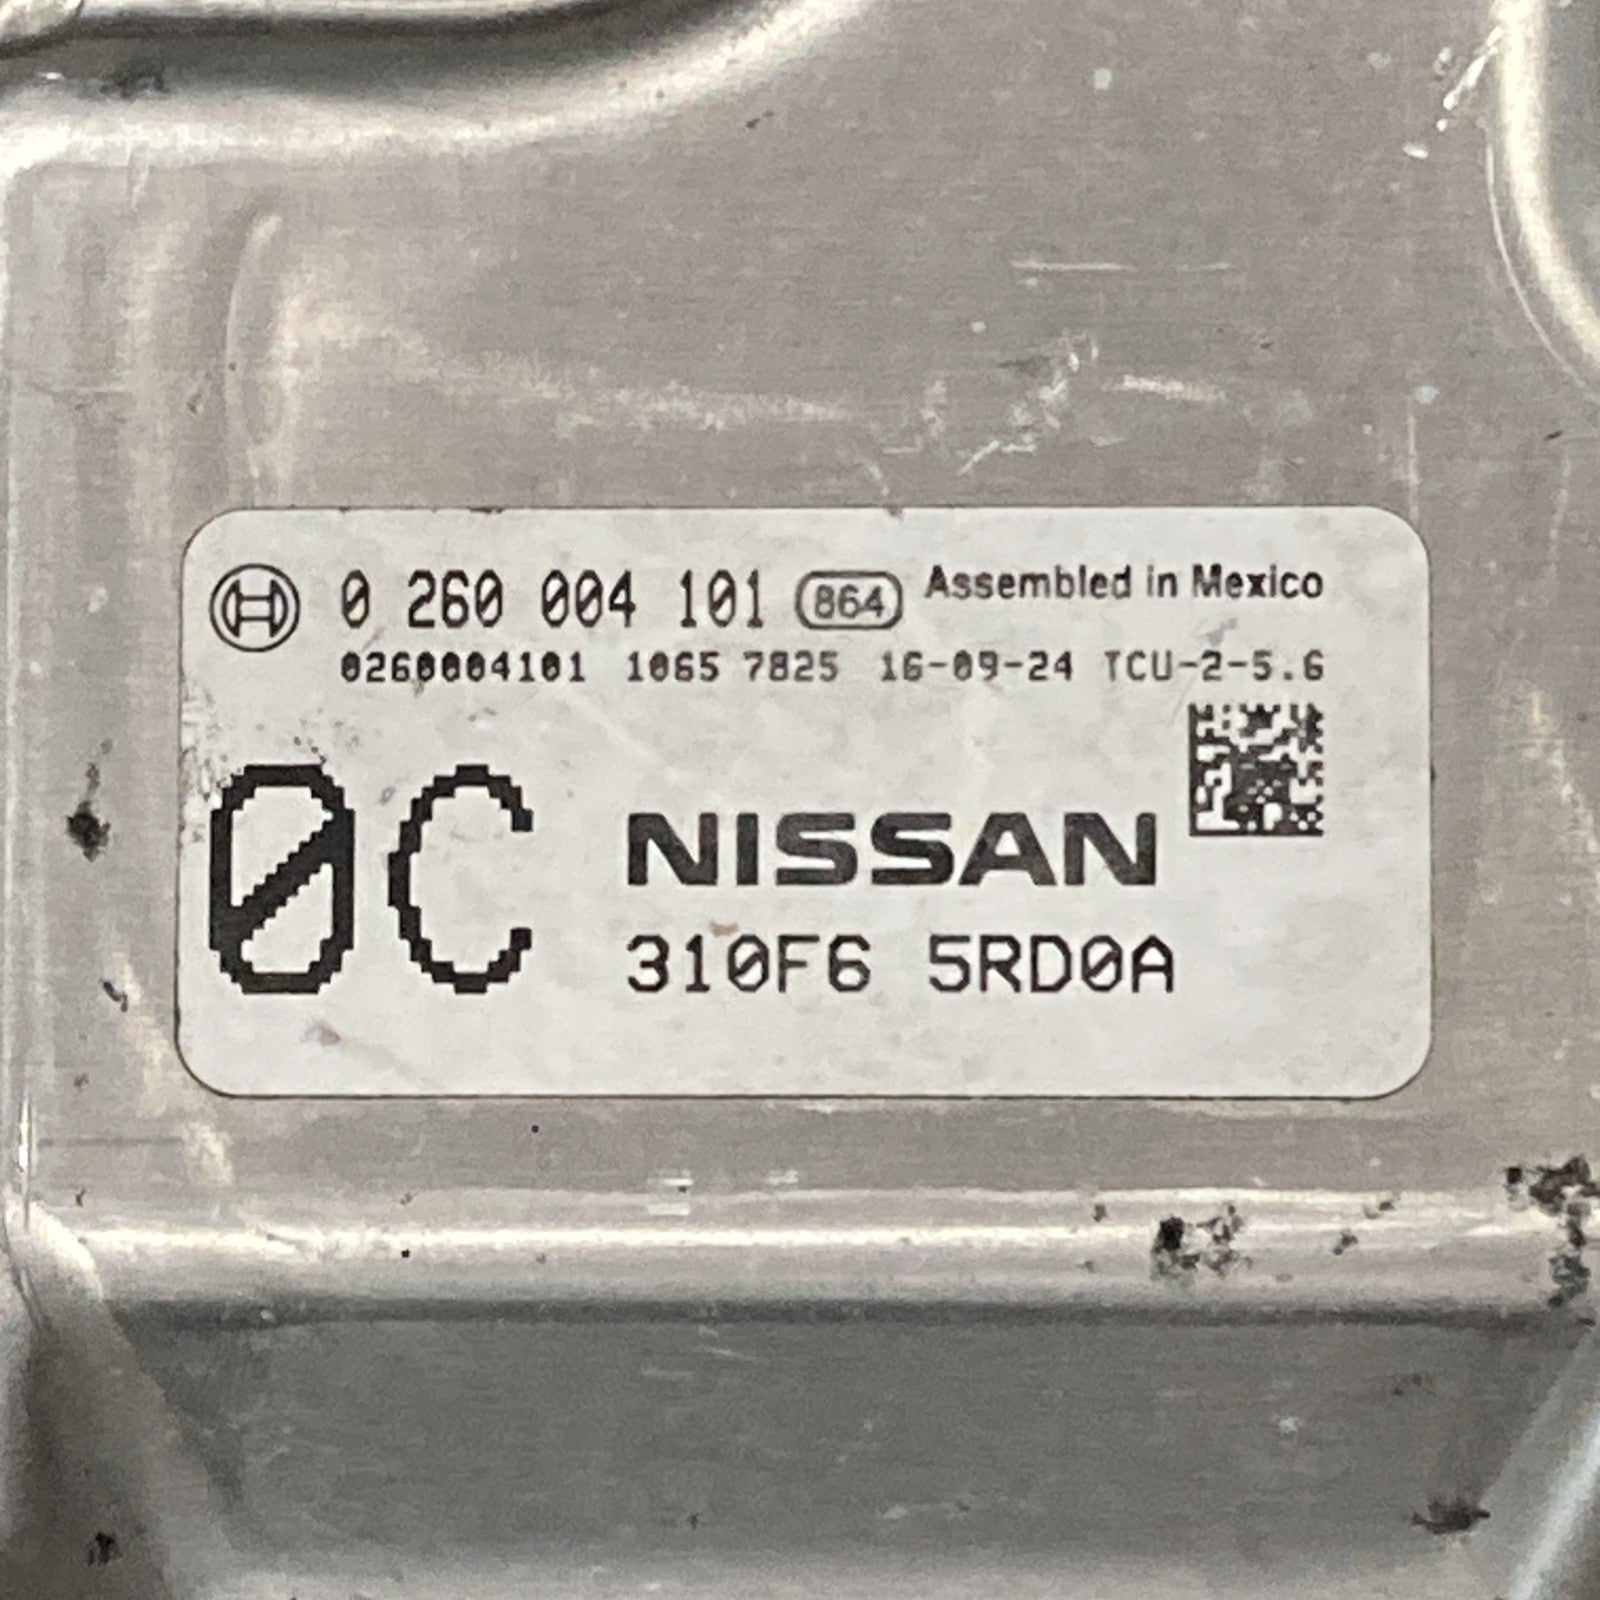 0 260 004 101 864 Assembled in Mexico
0260004101 1065 7825 16-09-24 TCU-2-5.6
0C
NISSAN
310F6 5RD0A